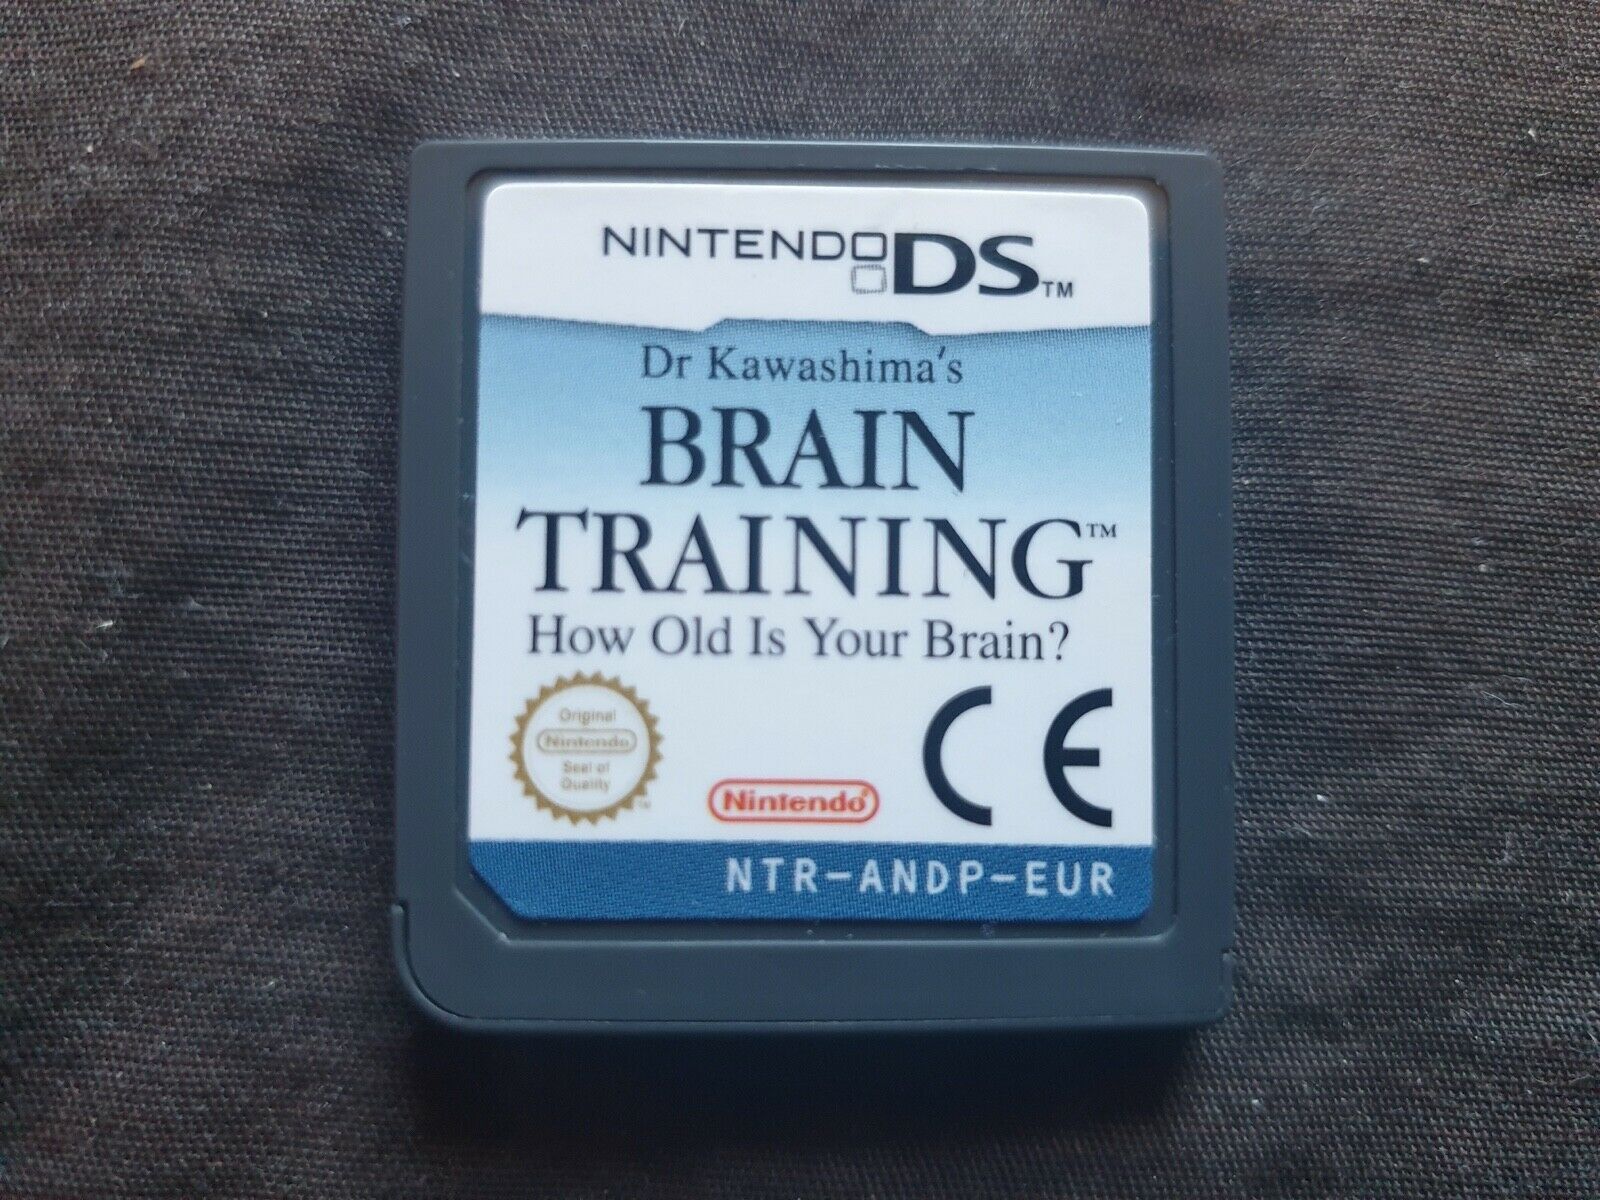 NINTENDO DS™
Dr Kawashima's
BRAIN
TRAINING™
How Old Is Your Brain?
Original
Nintendo
Seal of
Quality
™
Nintendo®
CE
NTR-ANDP-EUR